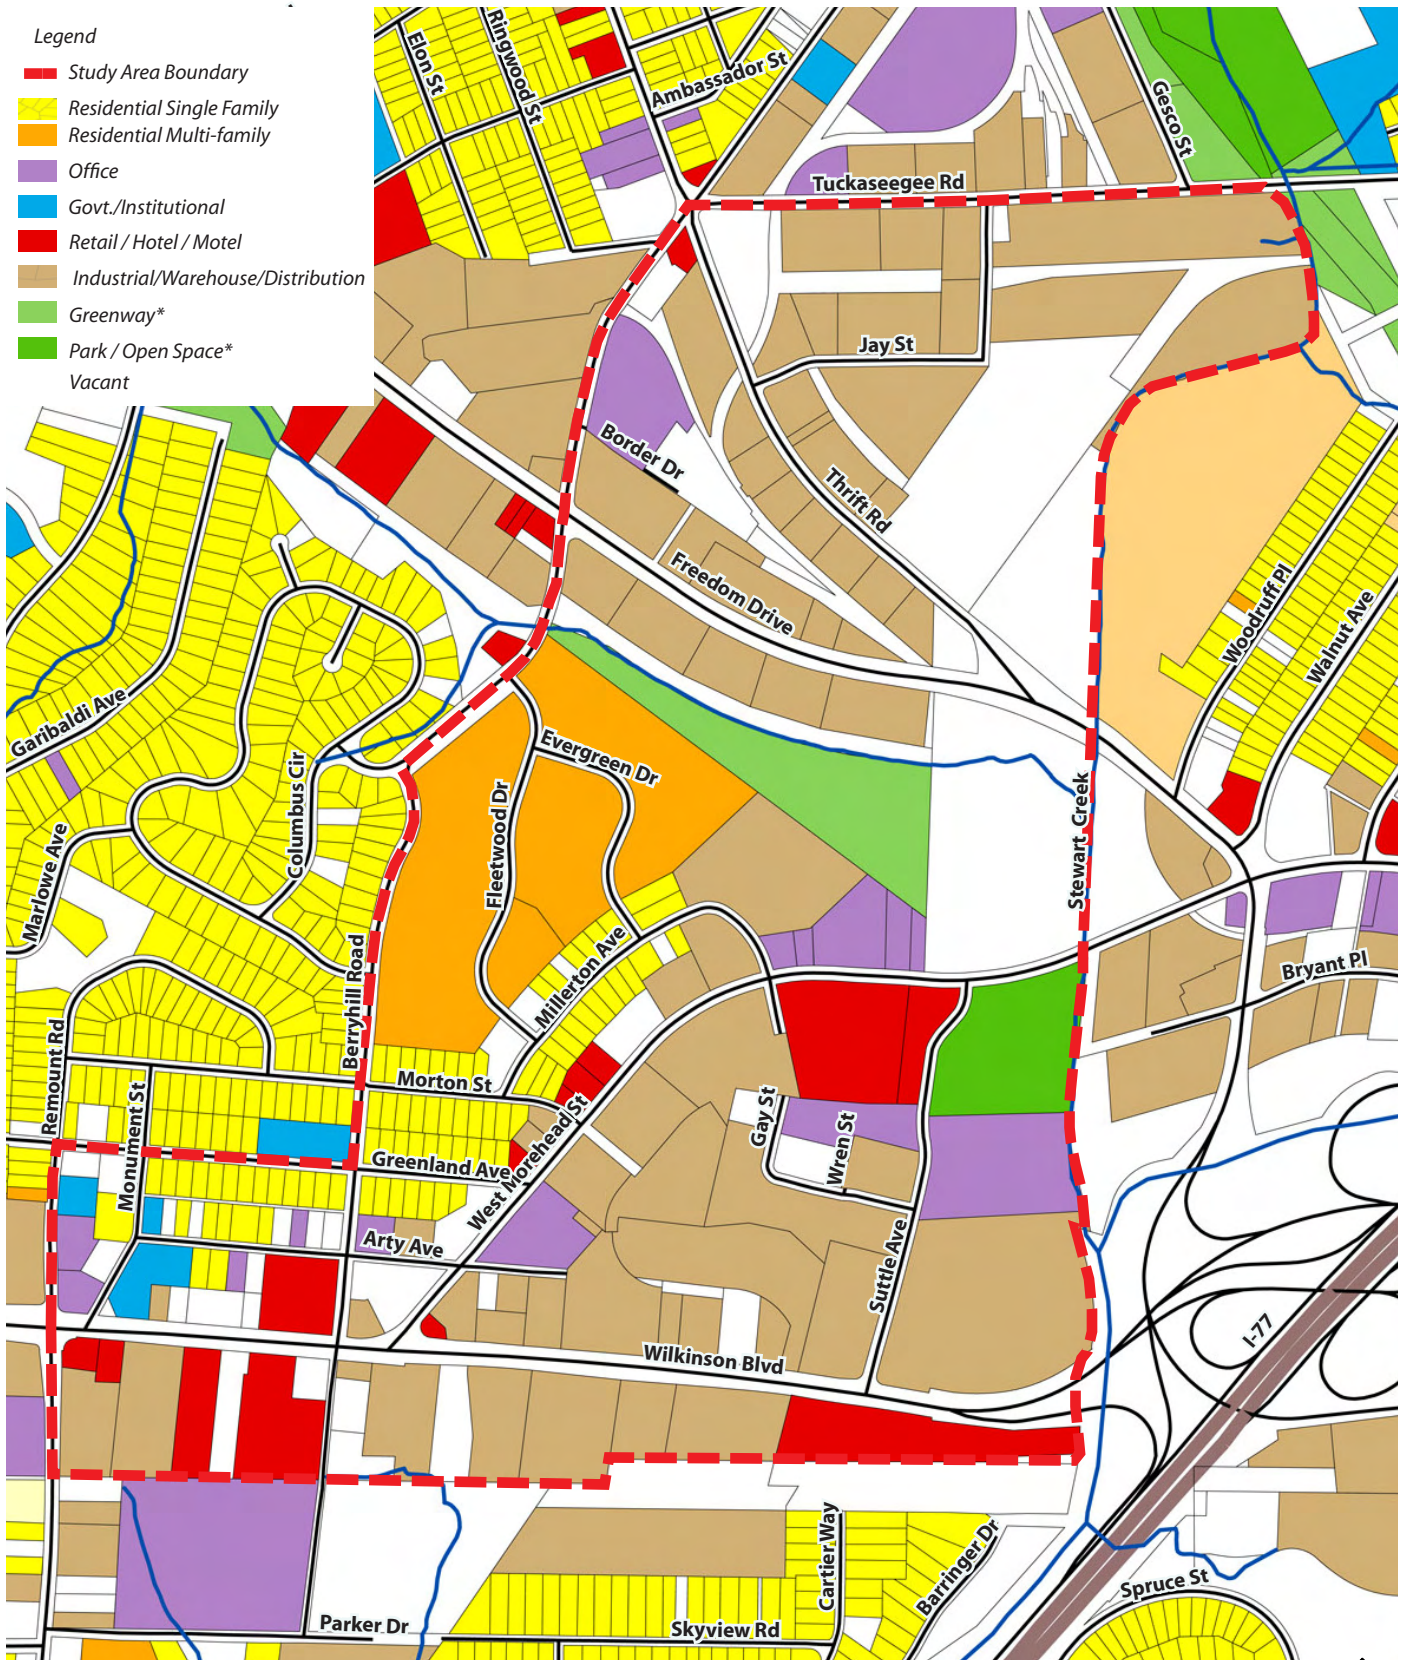 Legend
Study Area Boundary
Residential Single Family
Residential Multi-family
Office
Govt./Institutional
Retail / Hotel / Motel
Industrial/Warehouse/Distribution
Greenway*
Park / Open Space*
Vacant
Elon St
Ringwood St
Ambassador St
Gesco St
Tuckaseegee Rd
Jay St
Border Dr
Thrift Rd
Freedom Drive
Woodruff Pl
Walnut Ave
Garibaldi Ave
Evergreen Dr
Columbus Cir
Fleetwood Dr
Stewart Creek
Marlowe Ave
Millerton Ave
Berryhill Road
Bryant Pl
Remount Rd
Monument St
Morton St
Gay St
Wren St
Greenland Ave
West Morehead St
Arty Ave
Suttle Ave
I-77
Wilkinson Blvd
Cartier Way
Barringer Dr
Spruce St
Parker Dr
Skyview Rd